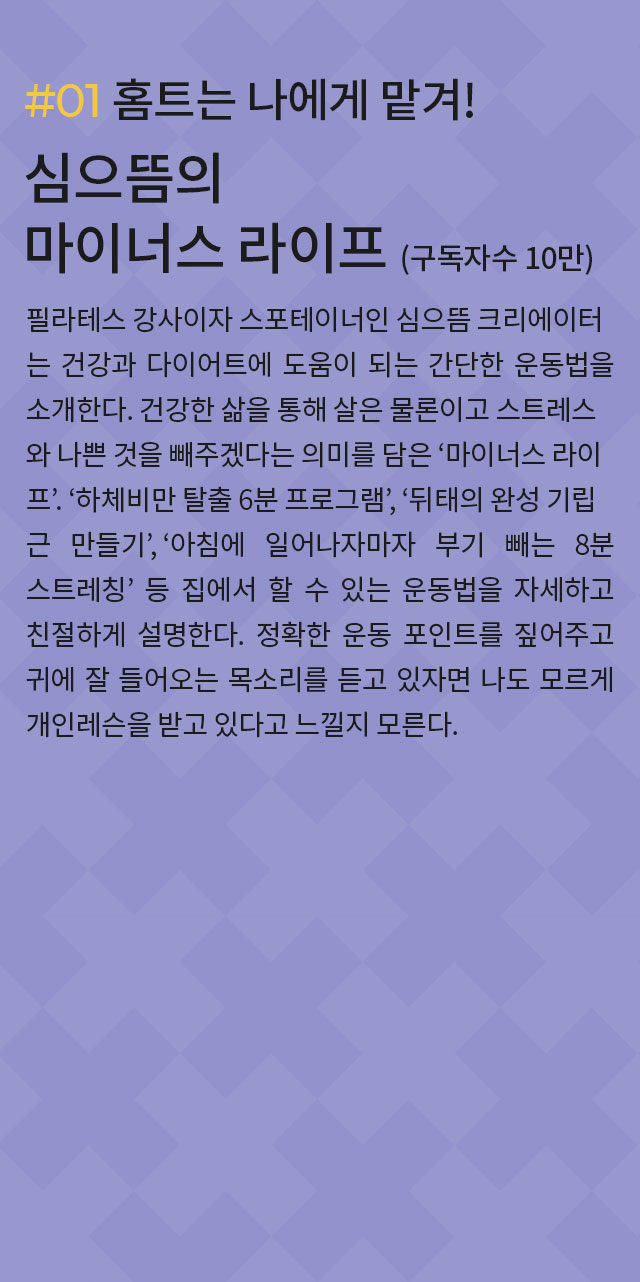 #01 홈트는 나에게 맡겨!
심으뜸의
마이너스 라이프 (구독자수 10만)
필라테스 강사이자 스포테이너인 심으뜸 크리에이터
는 건강과 다이어트에 도움이 되는 간단한 운동법을
소개한다. 건강한 삶을 통해 살은 물론이고 스트레스
와 나쁜 것을 빼주겠다는 의미를 담은 ‘마이너스 라이
프’. ‘하체비만 탈출 6분 프로그램’, ‘뒤태의 완성 기립
근 만들기’, ‘아침에 일어나자마자 부기 빼는 8분
스트레칭’ 등 집에서 할 수 있는 운동법을 자세하고
친절하게 설명한다. 정확한 운동 포인트를 짚어주고
귀에 잘 들어오는 목소리를 듣고 있자면 나도 모르게
개인레슨을 받고 있다고 느낄지 모른다.